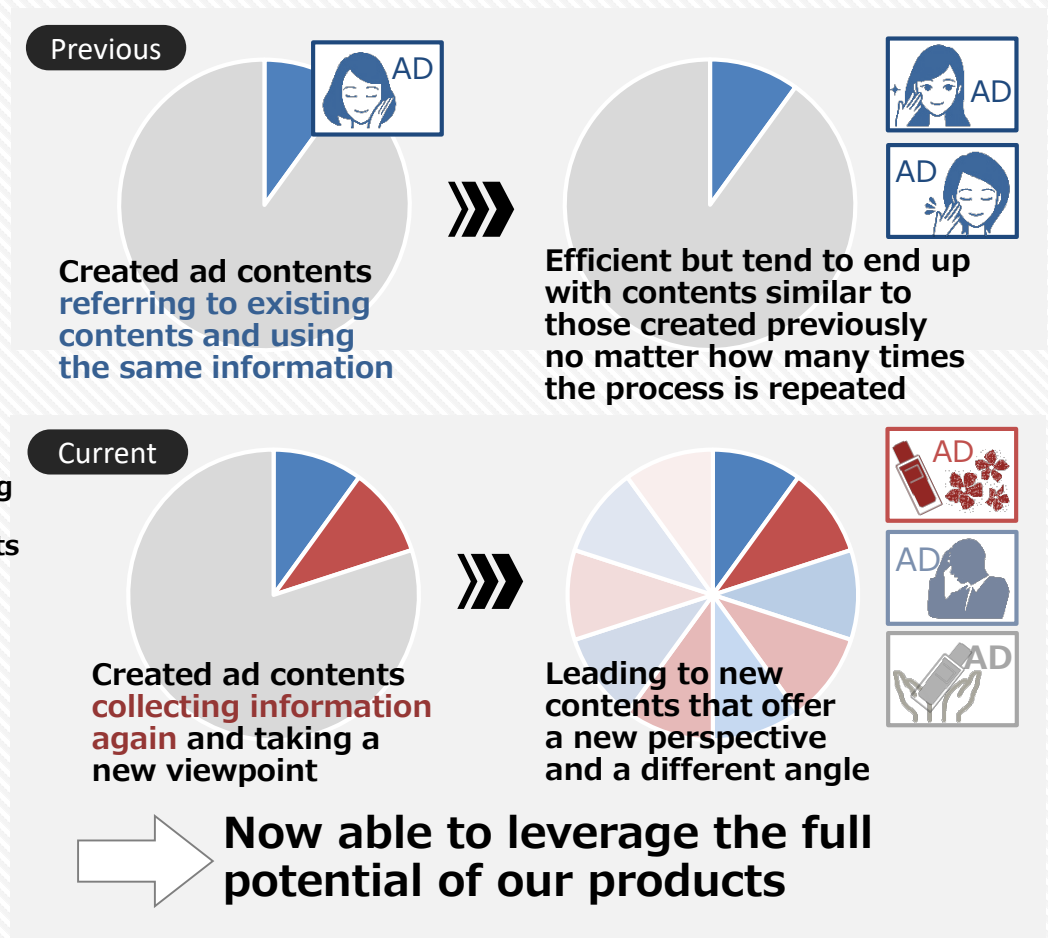 Previous
AD
AD
AD
Created ad contents
referring to existing
contents and using
the same information
Efficient but tend to end up
with contents similar to
those created previously
no matter how many times
the process is repeated
Current
AD
AD
AD
Created ad contents
collecting information
again and taking a
new viewpoint
Leading to new
contents that offer
a new perspective
and a different angle
Now able to leverage the full
potential of our products